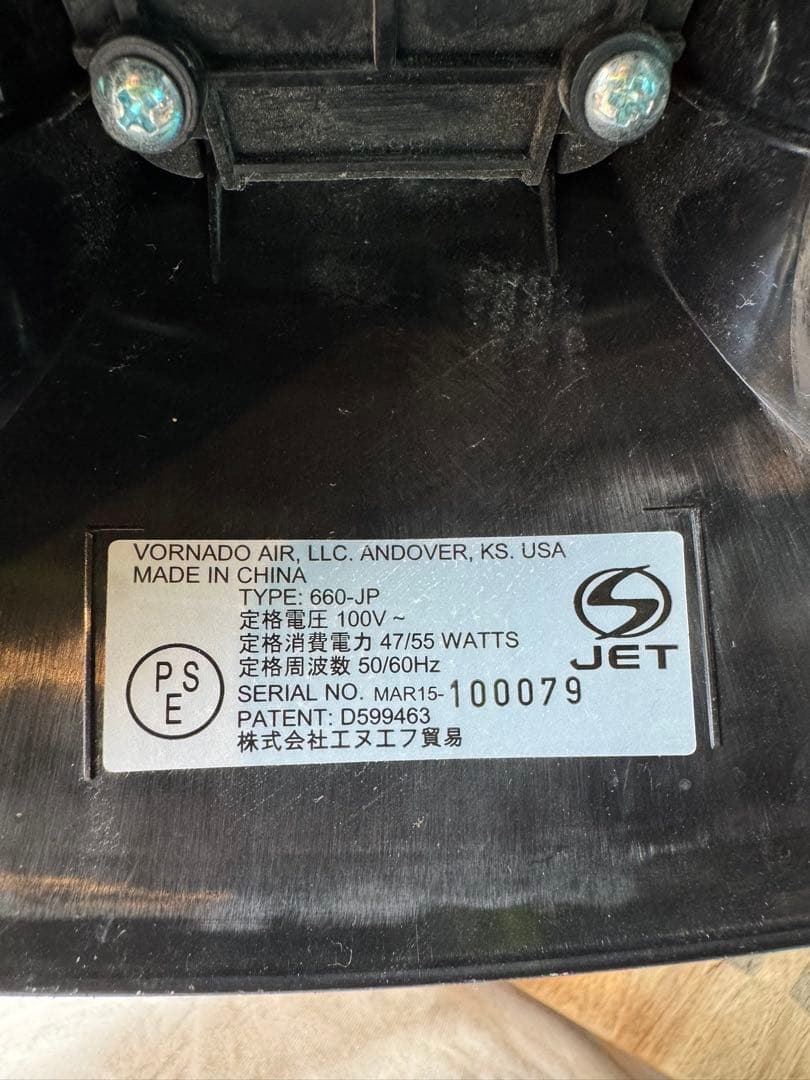 VORNADO AIR, LLC. ANDOVER, KS. USA
MADE IN CHINA
TYPE: 660-JP
定格電圧 100V ~
定格消費電力 47/55 WATTS
定格周波数 50/60Hz
SERIAL NO. MAR15-100079
PATENT: D599463
株式会社エヌエフ貿易
PS
E
JET